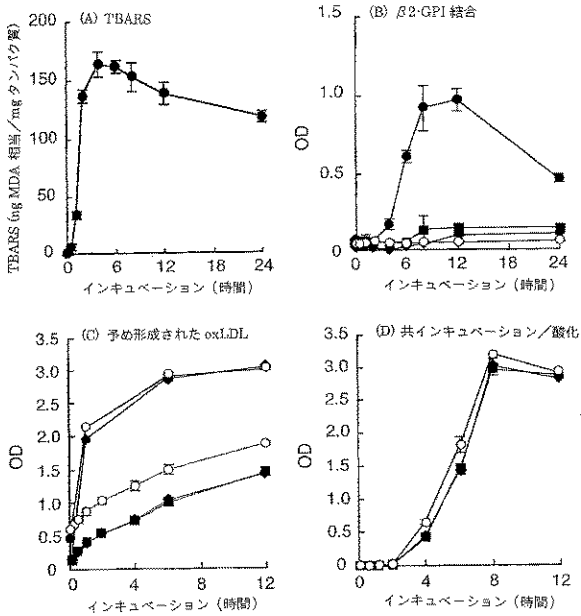 (A) TBARS
TBARS (ng MDA 相当/mg タンパク質)
200
150
100
50
0
0 6 12 18 24
インキュベーション (時間)
(B) β2-GPI 結合
OD
1.5
1.0
0.5
0
0 6 12 18 24
インキュベーション (時間)
(C) 予め形成された oxLDL
OD
3.5
3.0
2.5
2.0
1.5
1.0
0.5
0
0 4 8 12
インキュベーション (時間)
(D) 共インキュベーション/酸化
OD
3.5
3.0
2.5
2.0
1.5
1.0
0.5
0.0
0 4 8 12
インキュベーション (時間)